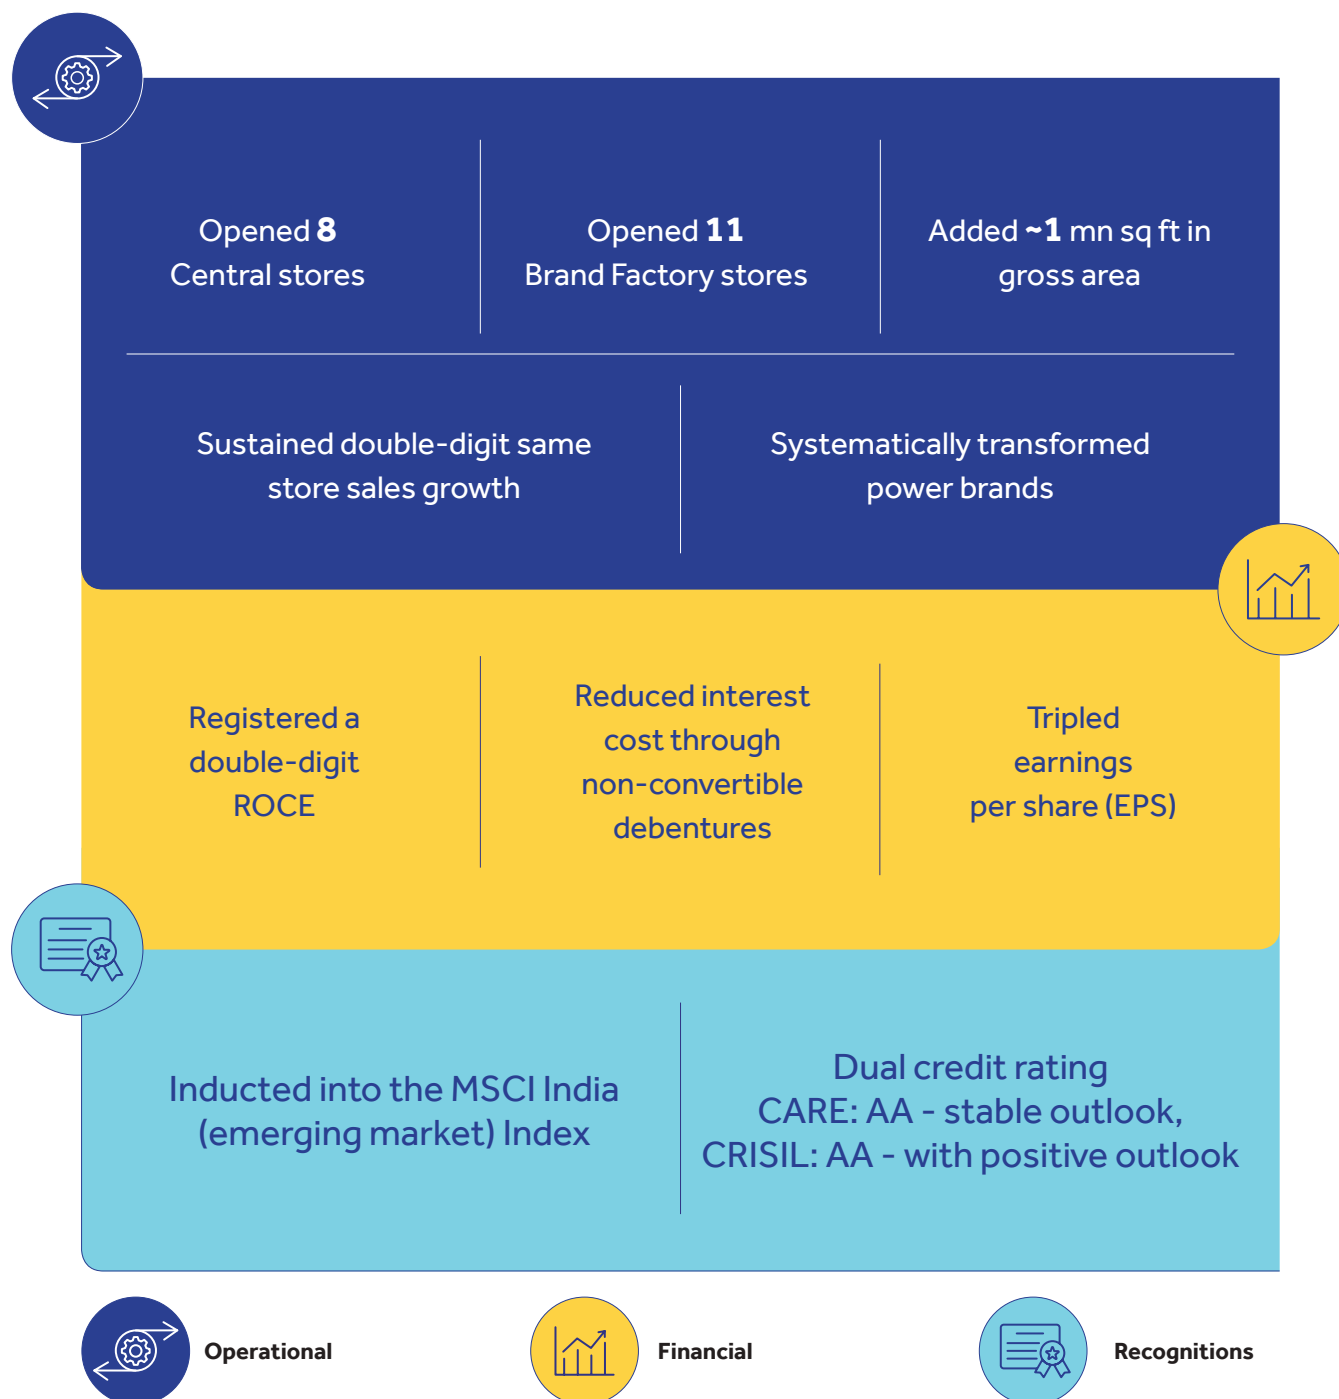 Opened 8
Central stores
Opened 11
Brand Factory stores
Added ~1 mn sq ft in
gross area
Sustained double-digit same
store sales growth
Systematically transformed
power brands
Registered a
double-digit
ROCE
Reduced interest
cost through
non-convertible
debentures
Tripled
earnings
per share (EPS)
Inducted into the MSCI India
(emerging market) Index
Dual credit rating
CARE: AA - stable outlook,
CRISIL: AA - with positive outlook
Operational
Financial
Recognitions